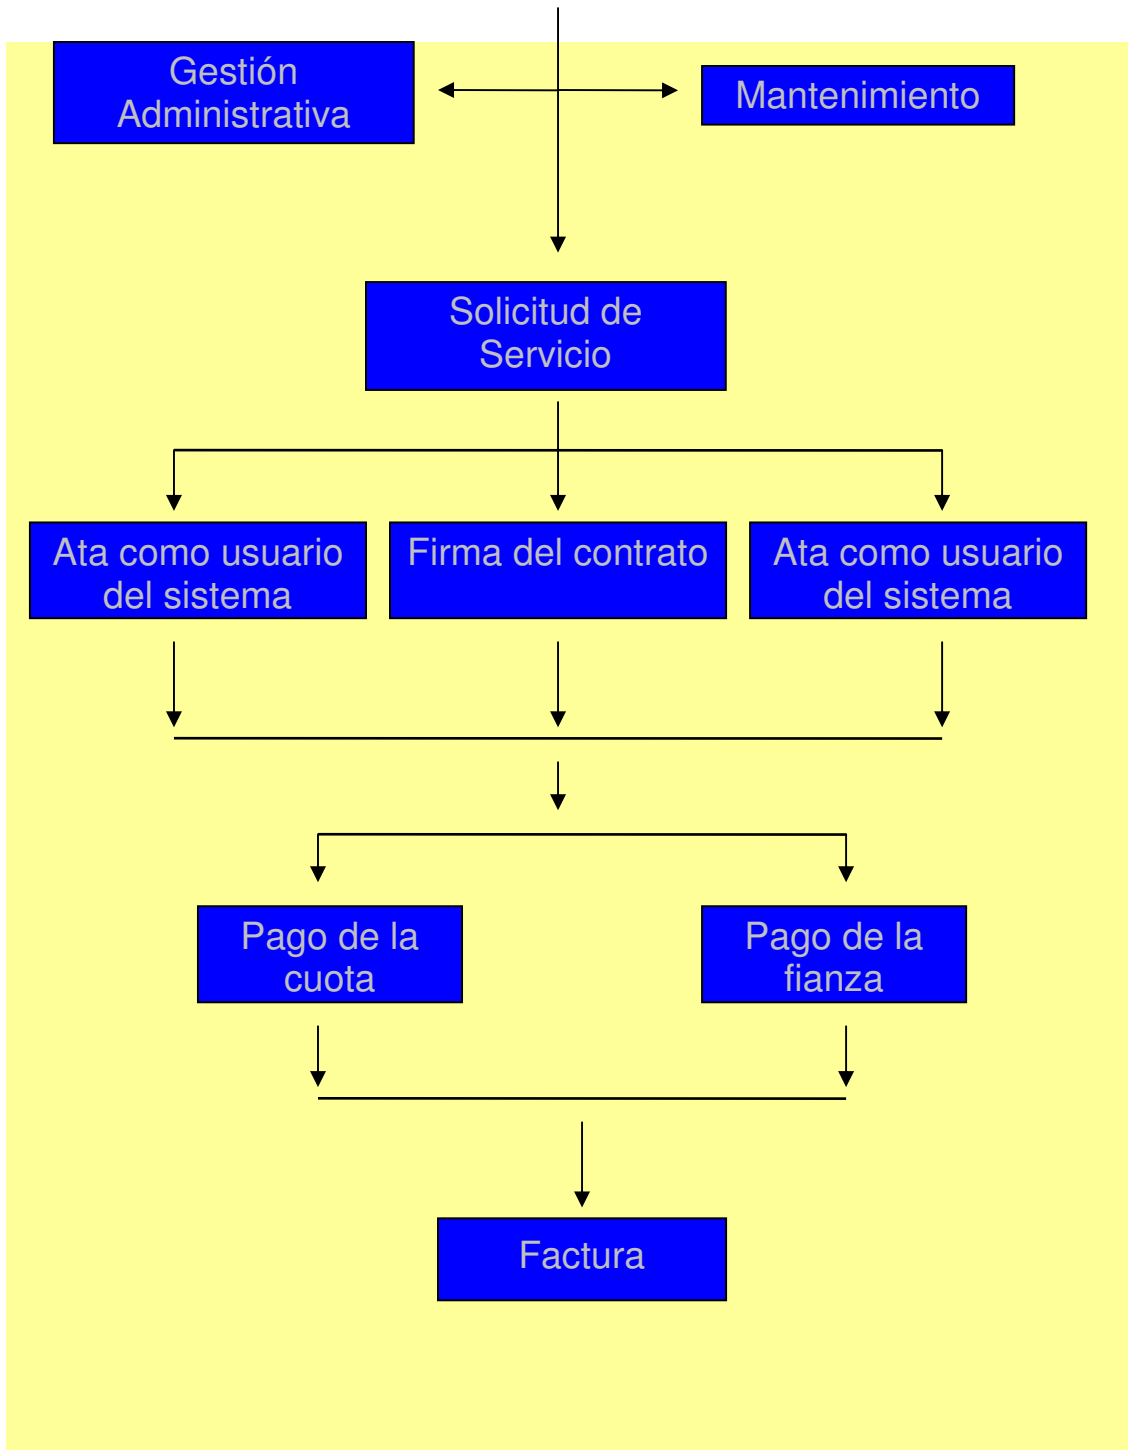 Gestión
Administrativa
Mantenimiento
Solicitud de
Servicio
Ata como usuario
del sistema
Firma del contrato
Ata como usuario
del sistema
Pago de la
cuota
Pago de la
fianza
Factura